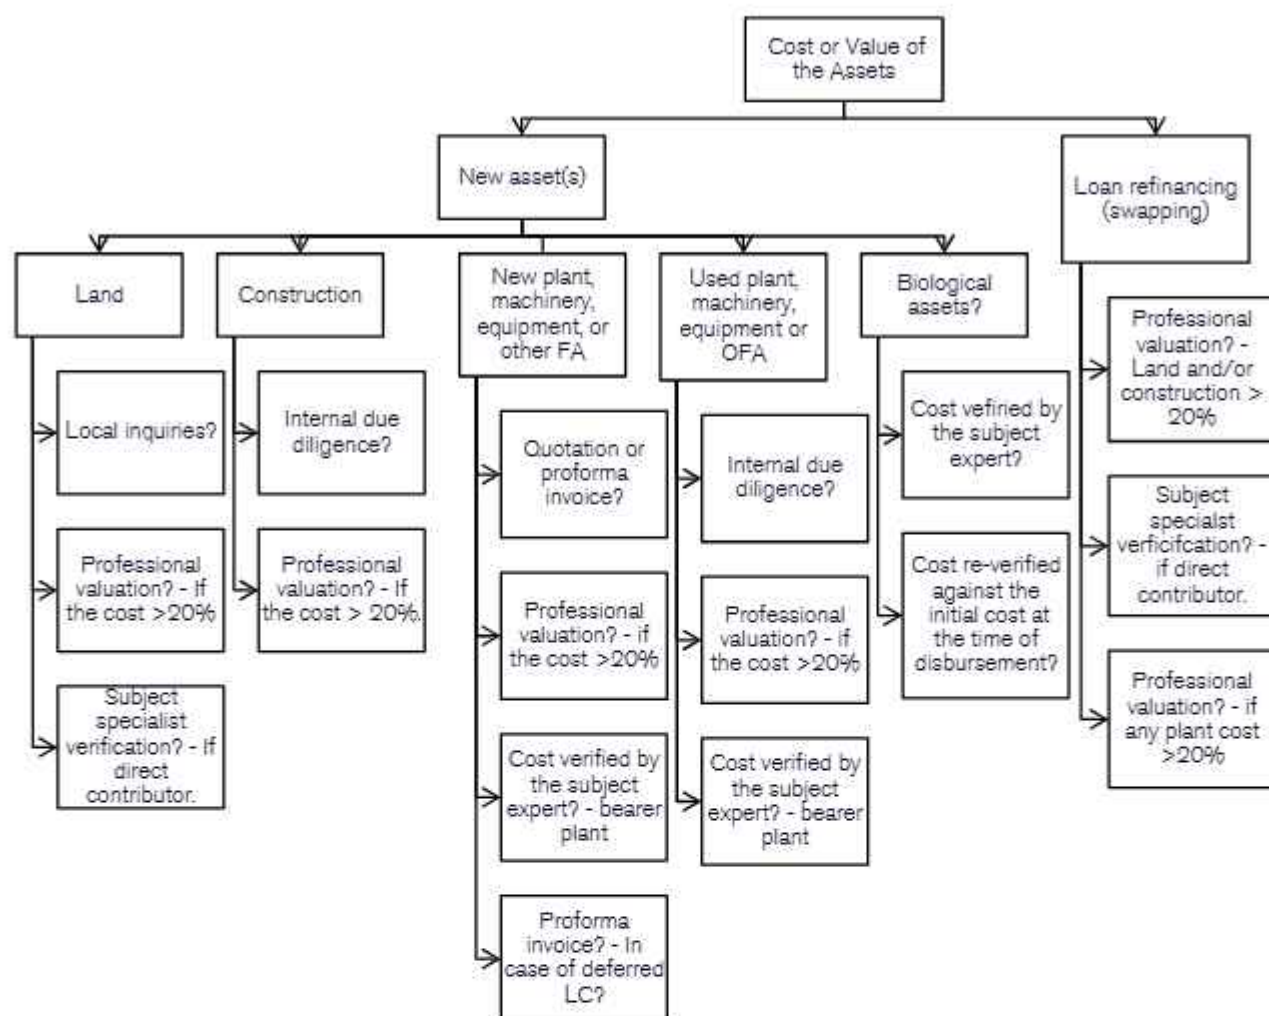 Cost or Value of
the Assets
New asset(s)
Loan refinancing
(swapping)
Land
Construction
New plant,
machinery,
equipment, or
other FA
Used plant,
machinery,
equipment or
OFA
Biological
assets?
Local inquiries?
Professional
valuation? - If
the cost >20%
Subject
specialist
verification? - If
direct
contributor.
Internal due
diligence?
Professional
valuation? - If
the cost > 20%.
Quotation or
proforma
invoice?
Professional
valuation? - if
the cost >20%
Cost verified by
the subject
expert? - bearer
plant
Proforma
invoice? - In
case of deferred
LC?
Internal due
diligence?
Professional
valuation? - if
the cost >20%
Cost verified by
the subject
expert? - bearer
plant
Cost vefined by
the subject
expert?
Cost re-verified
against the
initial cost at
the time of
disbursement?
Professional
valuation? -
Land and/or
construction >
20%
Subject
specialst
verficifcation? -
if direct
contributor.
Professional
valuation? - if
any plant cost
>20%